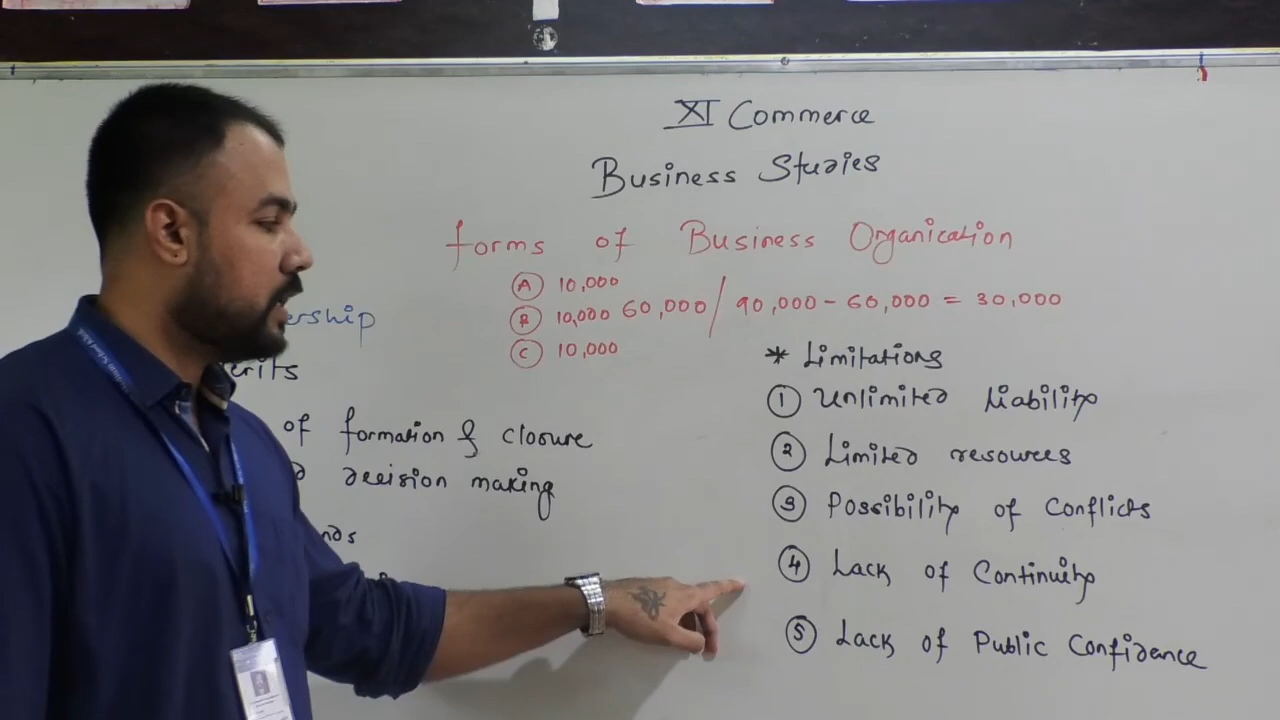 XI Commerce
Business Studies
forms of Business Organication
A 10,000
B 10,000 60,000 / 90,000 - 60,000 = 30,000
C 10,000
ership
erits
of formation & closure
decision making
nds
* Limitations
1 Unlimited Liability
2 Limited resources
3 Possibility of Conflicts
4 Lack of Continuity
5 Lack of Public Confidence